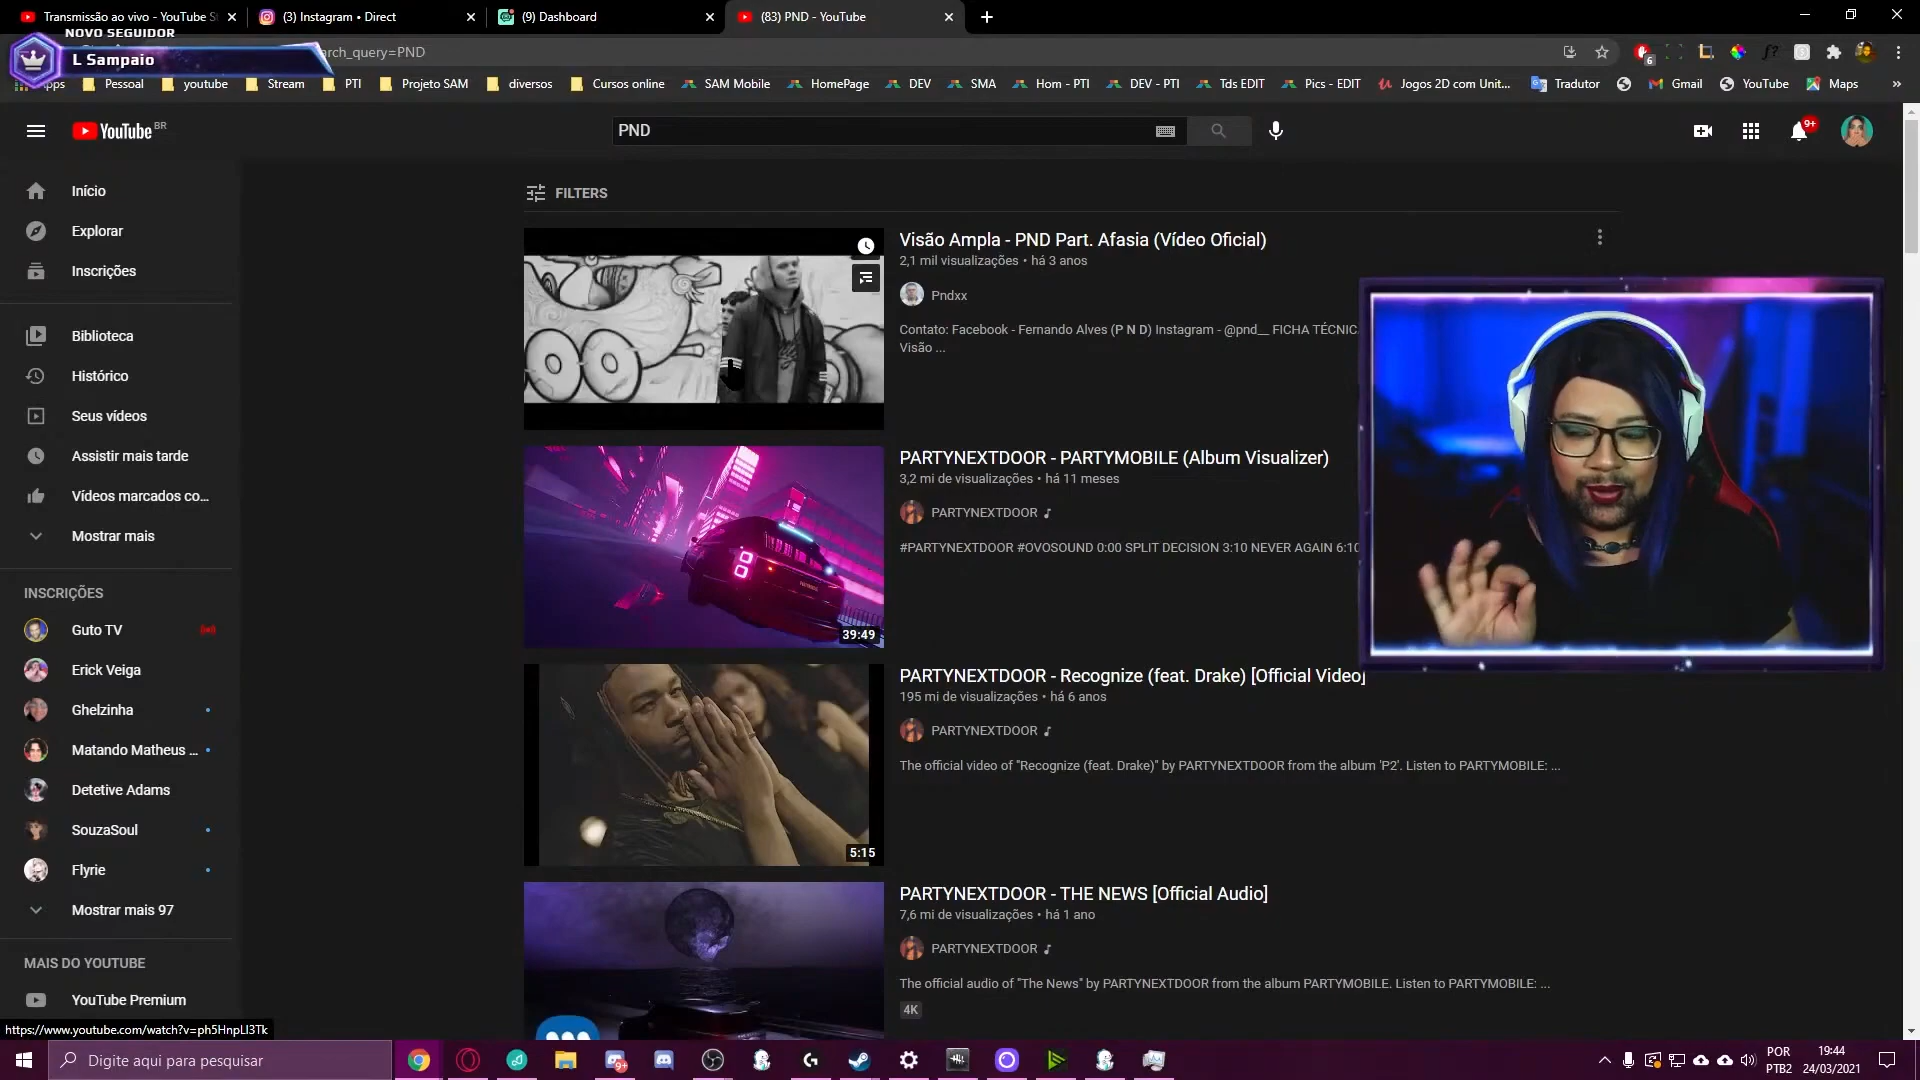 Transmissão ao vivo - YouTube S
(3) Instagram • Direct
(9) Dashboard
(83) PND - YouTube
NOVO SEGUIDOR
L Sampaio
arch_query=PND
6
Apps
Pessoal
youtube
Stream
PTI
Projeto SAM
diversos
Cursos online
SAM Mobile
HomePage
DEV
SMA
Hom - PTI
DEV - PTI
Tds EDIT
Pics - EDIT
Jogos 2D com Unit...
Tradutor
Gmail
YouTube
Maps
YouTube BR
PND
9+
Início
Explorar
Inscrições
Biblioteca
Histórico
Seus vídeos
Assistir mais tarde
Vídeos marcados co...
Mostrar mais
INSCRIÇÕES
Guto TV
Erick Veiga
Ghelzinha
Matando Matheus ...
Detetive Adams
SouzaSoul
Flyrie
Mostrar mais 97
MAIS DO YOUTUBE
YouTube Premium
FILTERS
Visão Ampla - PND Part. Afasia (Vídeo Oficial)
2,1 mil visualizações • há 3 anos
Pndxx
Contato: Facebook - Fernando Alves (P N D) Instagram - @pnd__ FICHA TÉCNIC
Visão ...
PARTYNEXTDOOR - PARTYMOBILE (Album Visualizer)
3,2 mi de visualizações • há 11 meses
PARTYNEXTDOOR
#PARTYNEXTDOOR #OVOSOUND 0:00 SPLIT DECISION 3:10 NEVER AGAIN 6:10
39:49
PARTYNEXTDOOR - Recognize (feat. Drake) [Official Video]
195 mi de visualizações • há 6 anos
PARTYNEXTDOOR
The official video of "Recognize (feat. Drake)" by PARTYNEXTDOOR from the album 'P2'. Listen to PARTYMOBILE: ...
5:15
PARTYNEXTDOOR - THE NEWS [Official Audio]
7,6 mi de visualizações • há 1 ano
PARTYNEXTDOOR
The official audio of "The News" by PARTYNEXTDOOR from the album PARTYMOBILE. Listen to PARTYMOBILE: ...
4K
https://www.youtube.com/watch?v=ph5HnpLl3Tk
Digite aqui para pesquisar
9+
POR
PTB2
19:44
24/03/2021